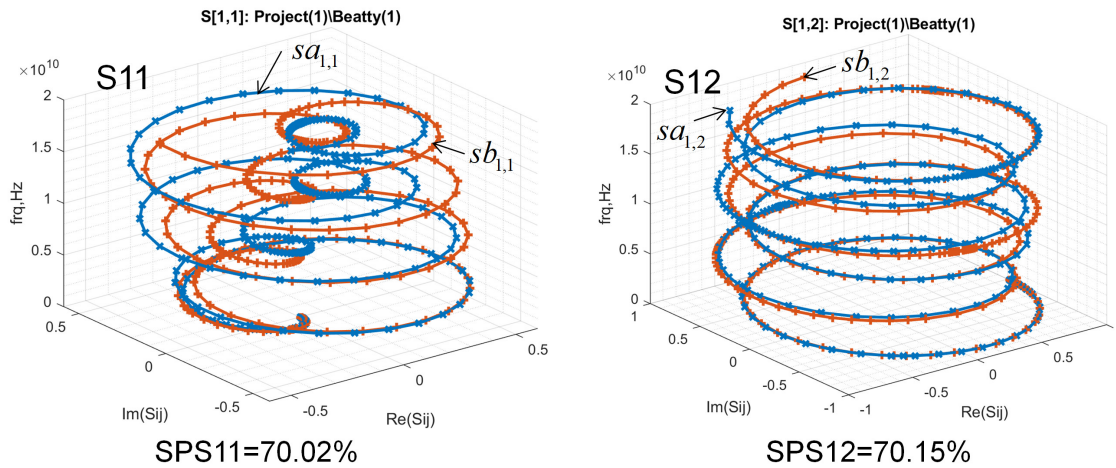 S[1,1]: Project(1)\Beatty(1)
S11
sa1,1
sb1,1
×10^10
2
1.5
1
0.5
0
frq,Hz
0.5
0
-0.5
Im(Sij)
-0.5
0
0.5
Re(Sij)
SPS11=70.02%
S[1,2]: Project(1)\Beatty(1)
S12
sb1,2
sa1,2
×10^10
2
1.5
1
0.5
0
frq,Hz
1
0.5
0
-0.5
-1
Im(Sij)
-1
-0.5
0
0.5
Re(Sij)
SPS12=70.15%